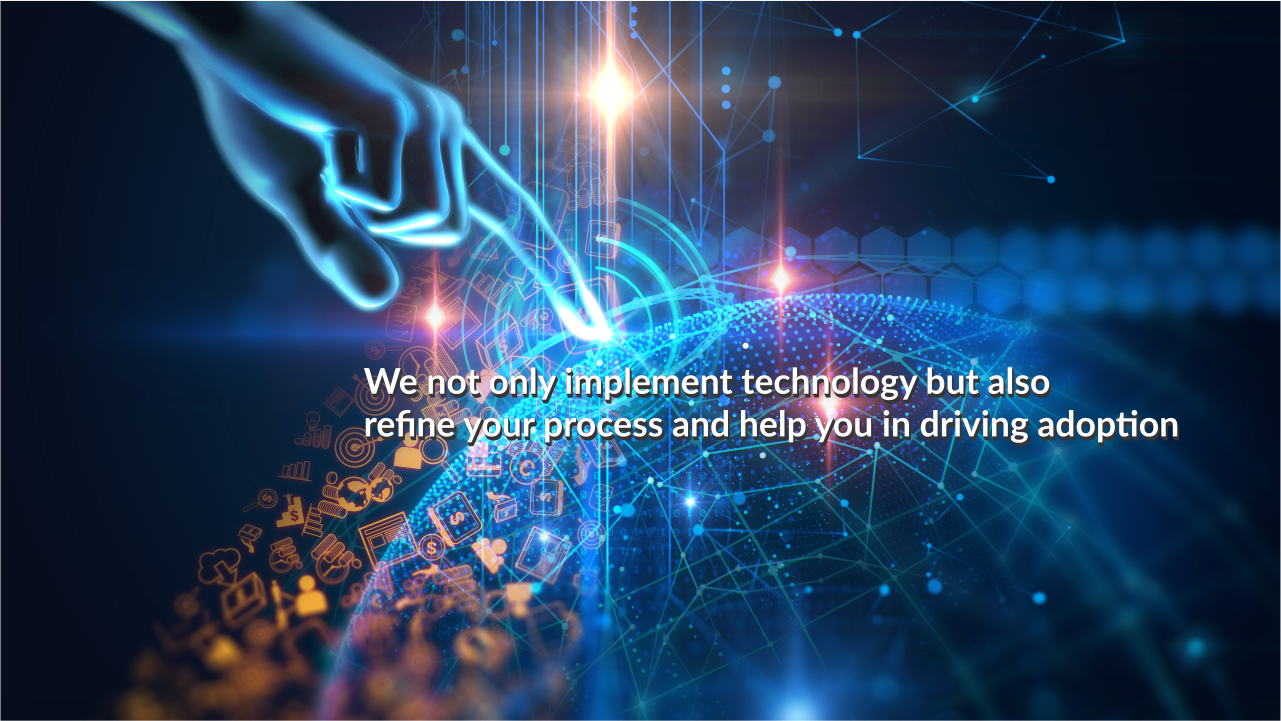 We not only implement technology but also
refine your process and help you in driving adoption